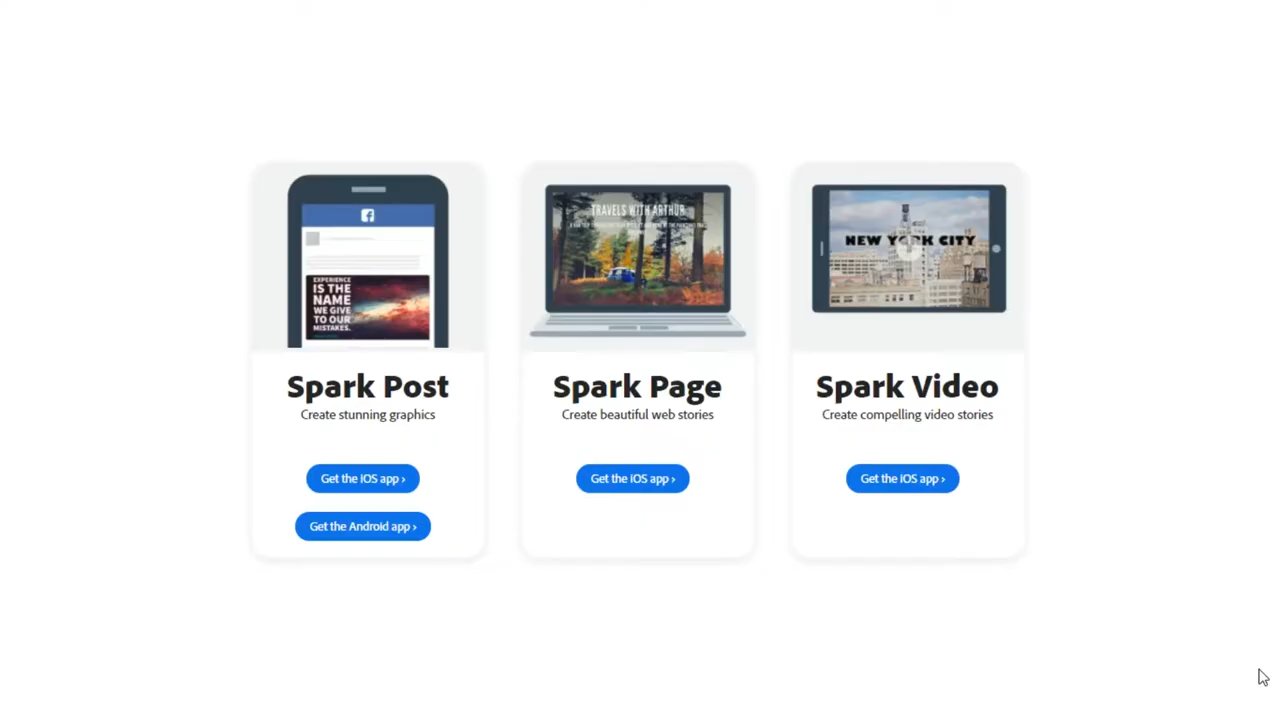 EXPERIENCE
IS THE
NAME
WE GIVE
TO OUR
MISTAKES.
TRAVELS WITH ARTHUR
NEW YORK CITY
Spark Post
Create stunning graphics
Get the iOS app ›
Get the Android app ›
Spark Page
Create beautiful web stories
Get the iOS app ›
Spark Video
Create compelling video stories
Get the iOS app ›